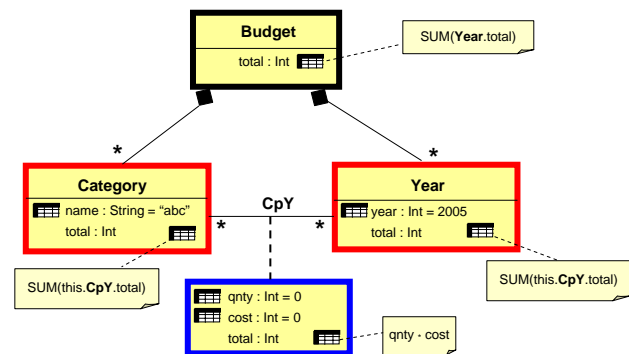 Budget
total : Int
SUM(Year.total)
*
*
Category
name : String = “abc”
total : Int
CpY
*
*
Year
year : Int = 2005
total : Int
SUM(this.CpY.total)
SUM(this.CpY.total)
qnty : Int = 0
cost : Int = 0
total : Int
qnty - cost